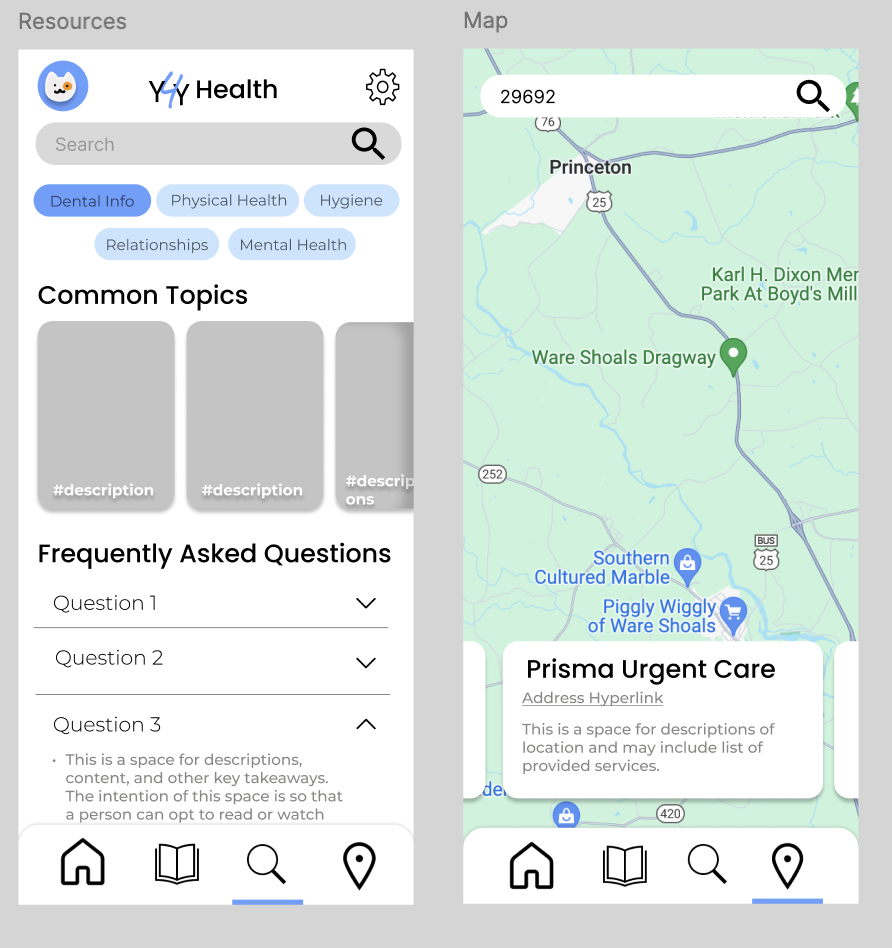 Resources
Y4Y Health
Search
Dental Info
Physical Health
Hygiene
Relationships
Mental Health
Common Topics
#description
#description
#descrip
ons
Frequently Asked Questions
Question 1
Question 2
Question 3
· This is a space for descriptions,
content, and other key takeaways.
The intention of this space is so that
a person can opt to read or watch
Map
29692
76
Princeton
25
Karl H. Dixon Mer
Park At Boyd's Mill
Ware Shoals Dragway
252
BUS
25
Southern
Cultured Marble
Piggly Wiggly
of Ware Shoals
Prisma Urgent Care
Address Hyperlink
This is a space for descriptions of
location and may include list of
provided services.
420